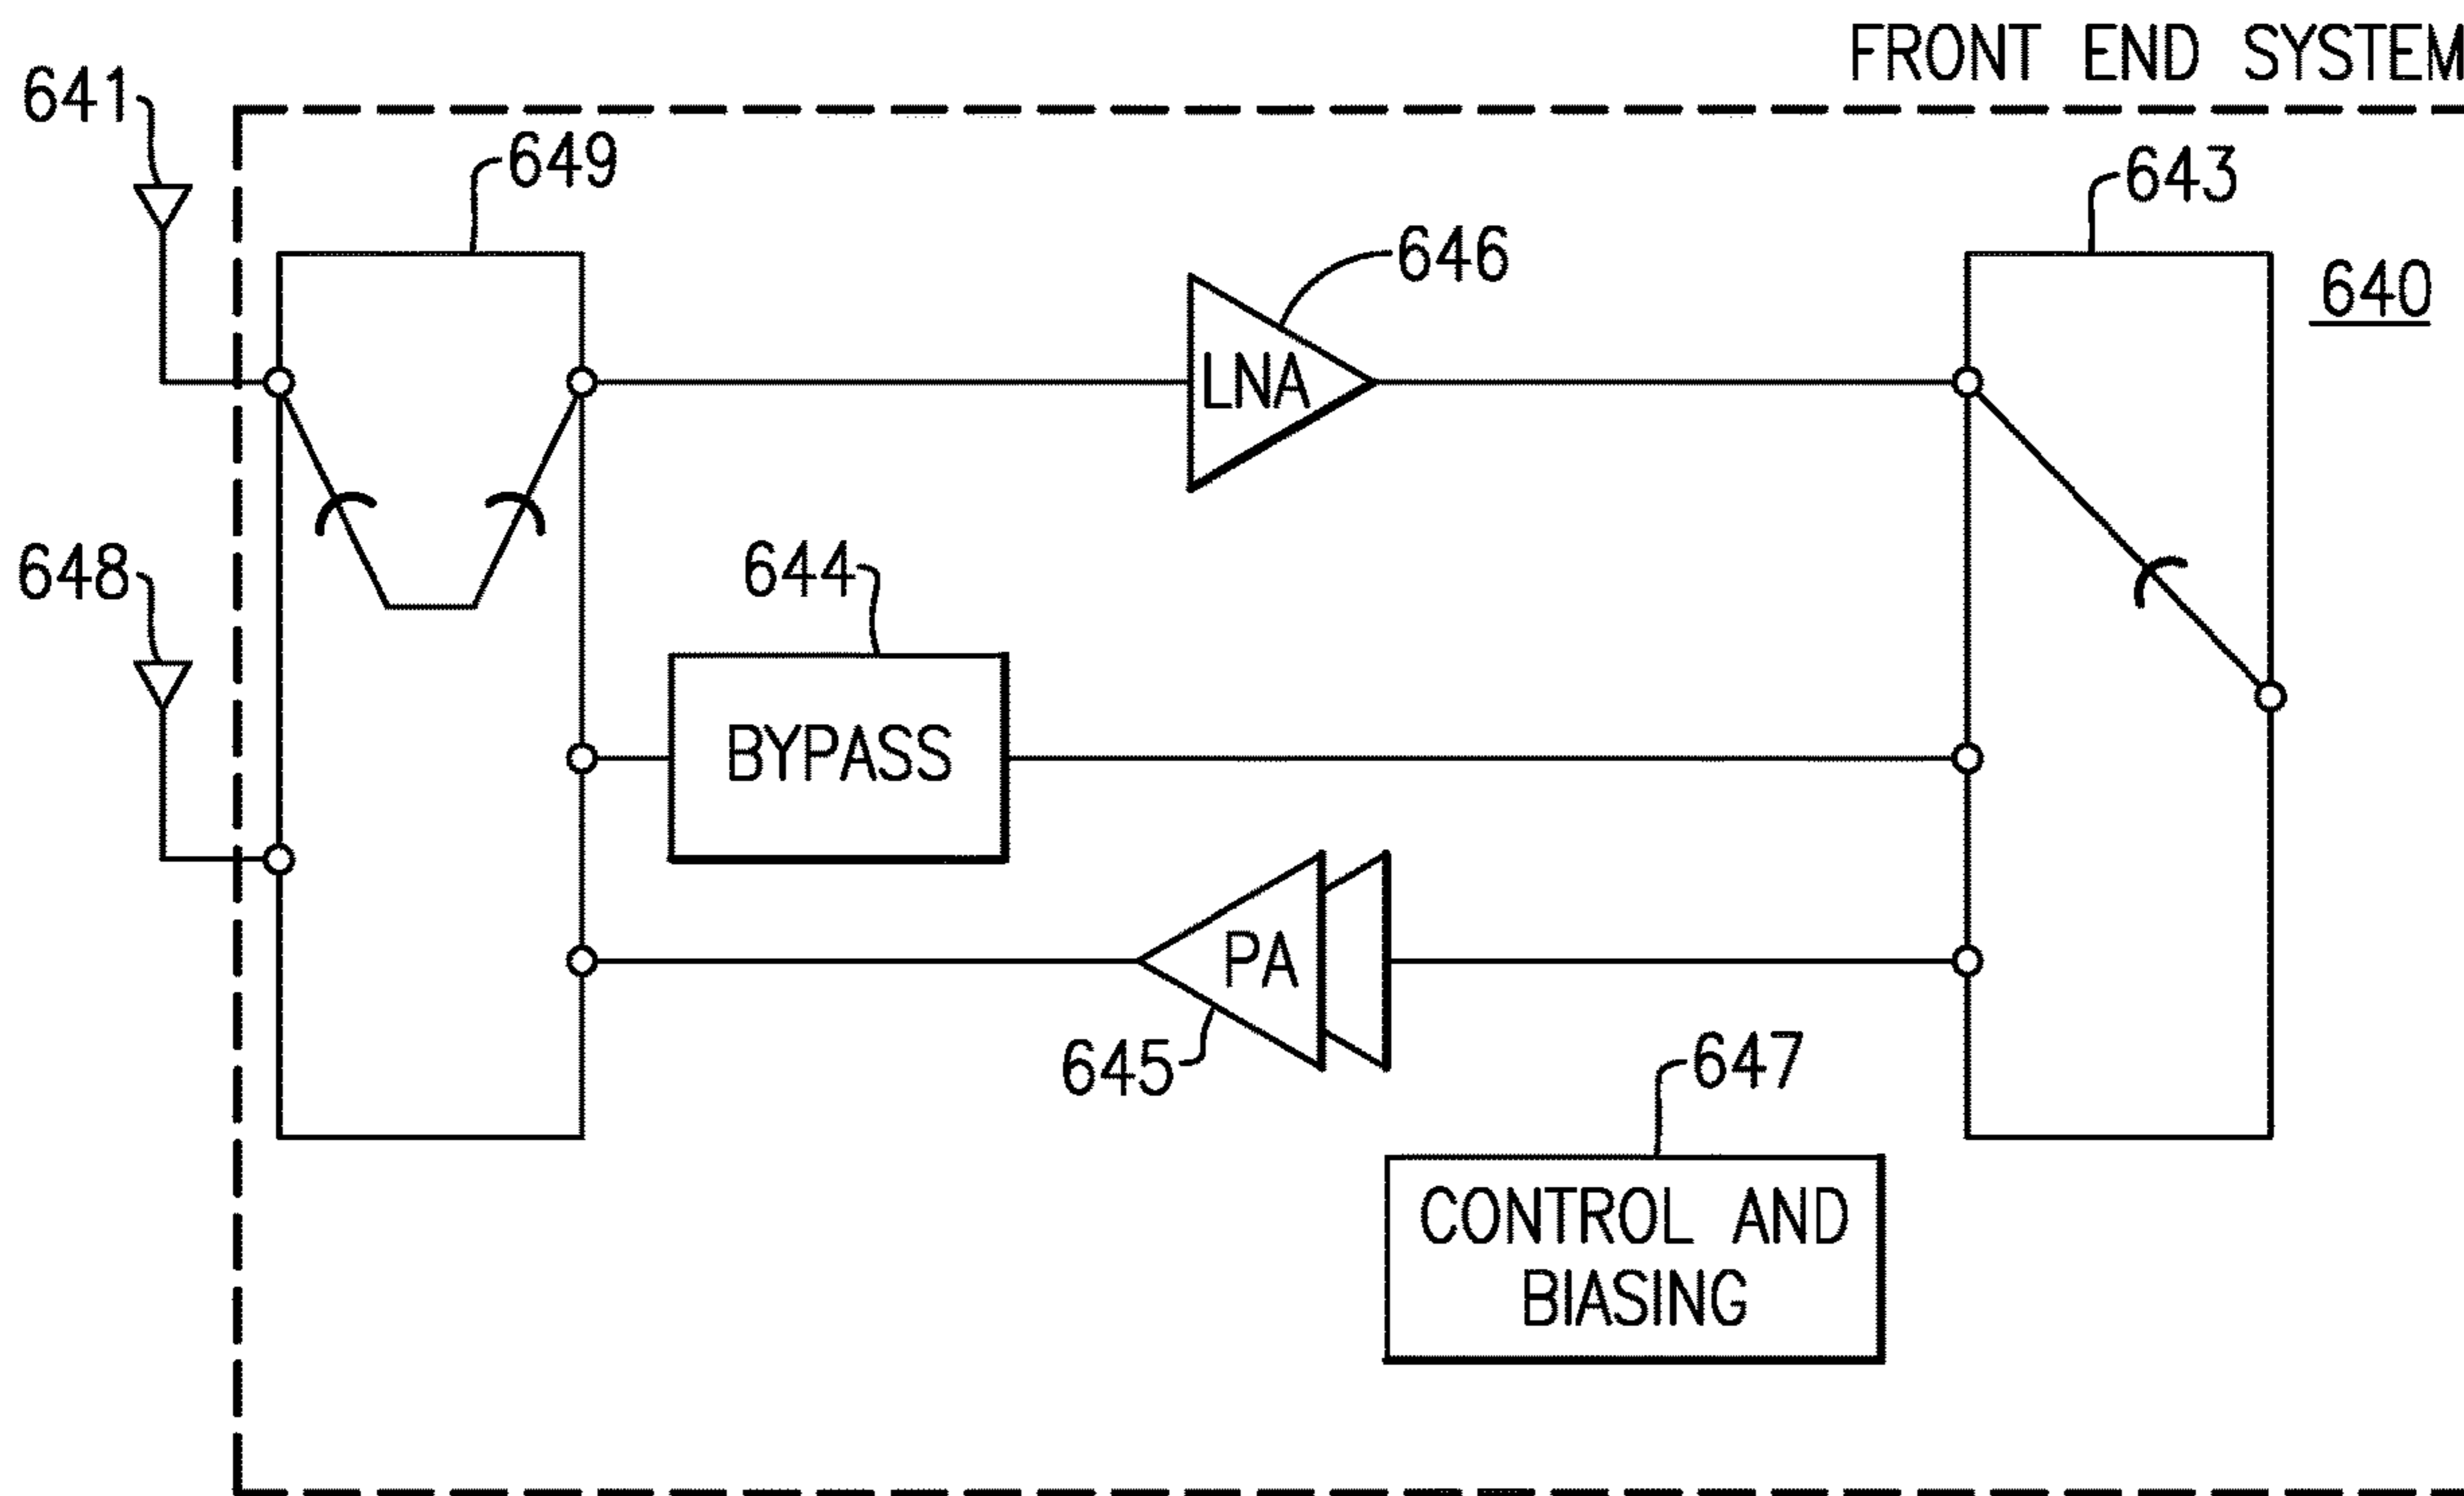 FRONT END SYSTEM
641
649
643
646
640
LNA
648
644
BYPASS
PA
645
647
CONTROL AND
BIASING